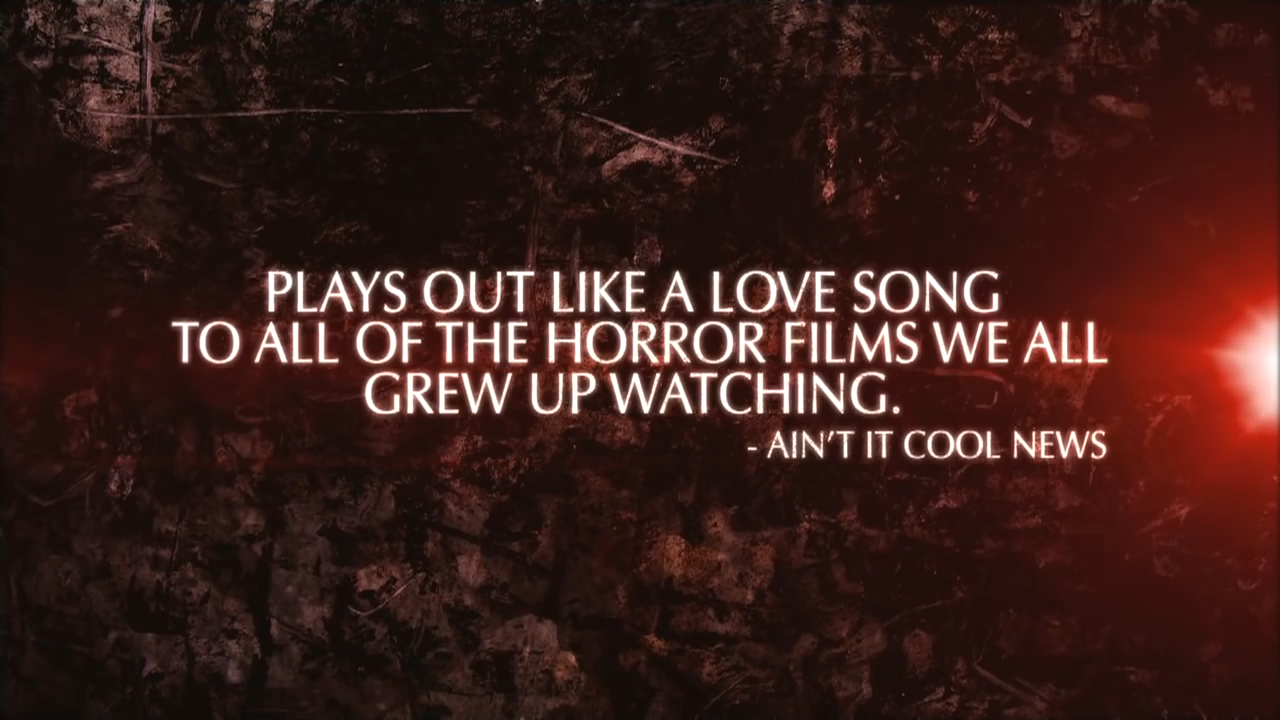 PLAYS OUT LIKE A LOVE SONG
TO ALL OF THE HORROR FILMS WE ALL
GREW UP WATCHING.
- AIN'T IT COOL NEWS